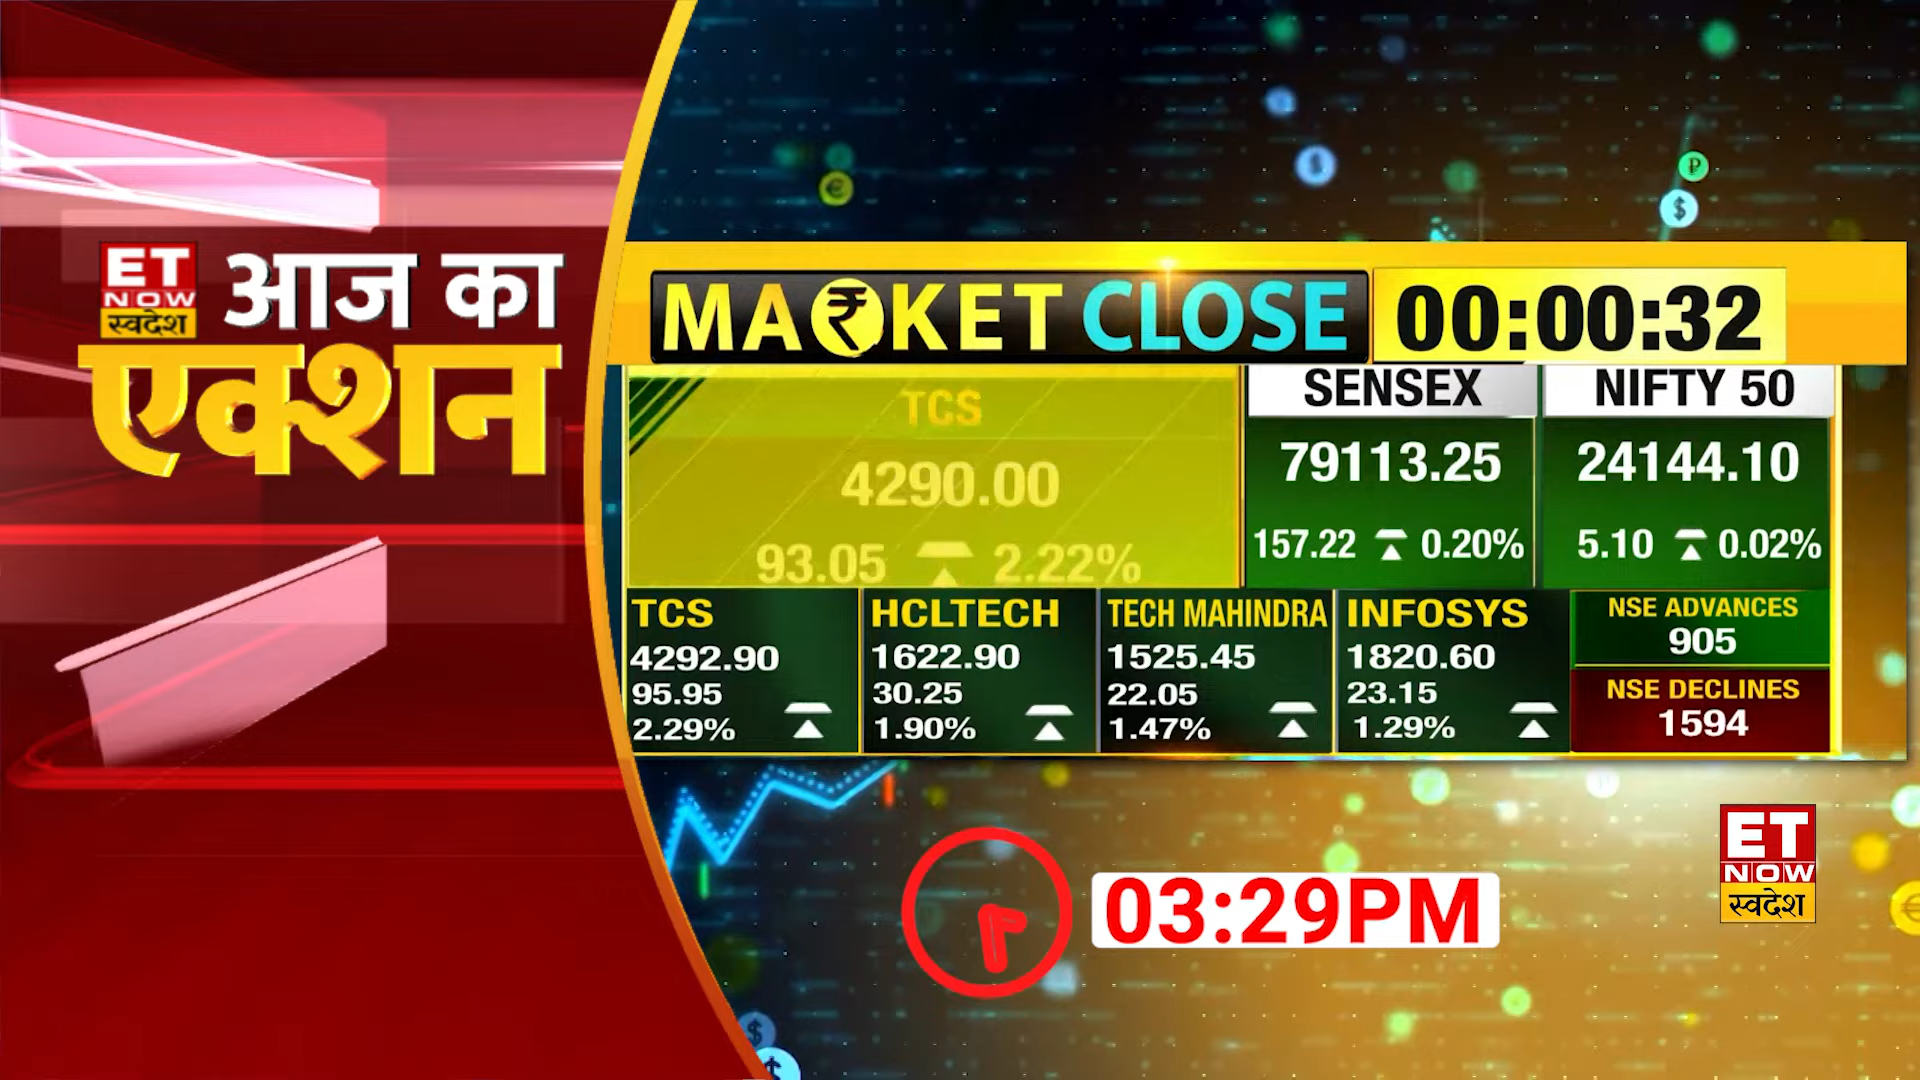 ET
NOW
स्वदेश
आज का
एक्शन
MA₹KET CLOSE
00:00:32
TCS
4290.00
93.05 2.22%
SENSEX
79113.25
157.22 0.20%
NIFTY 50
24144.10
5.10 0.02%
TCS
4292.90
95.95
2.29%
HCLTECH
1622.90
30.25
1.90%
TECH MAHINDRA
1525.45
22.05
1.47%
INFOSYS
1820.60
23.15
1.29%
NSE ADVANCES
905
NSE DECLINES
1594
03:29PM
ET
NOW
स्वदेश